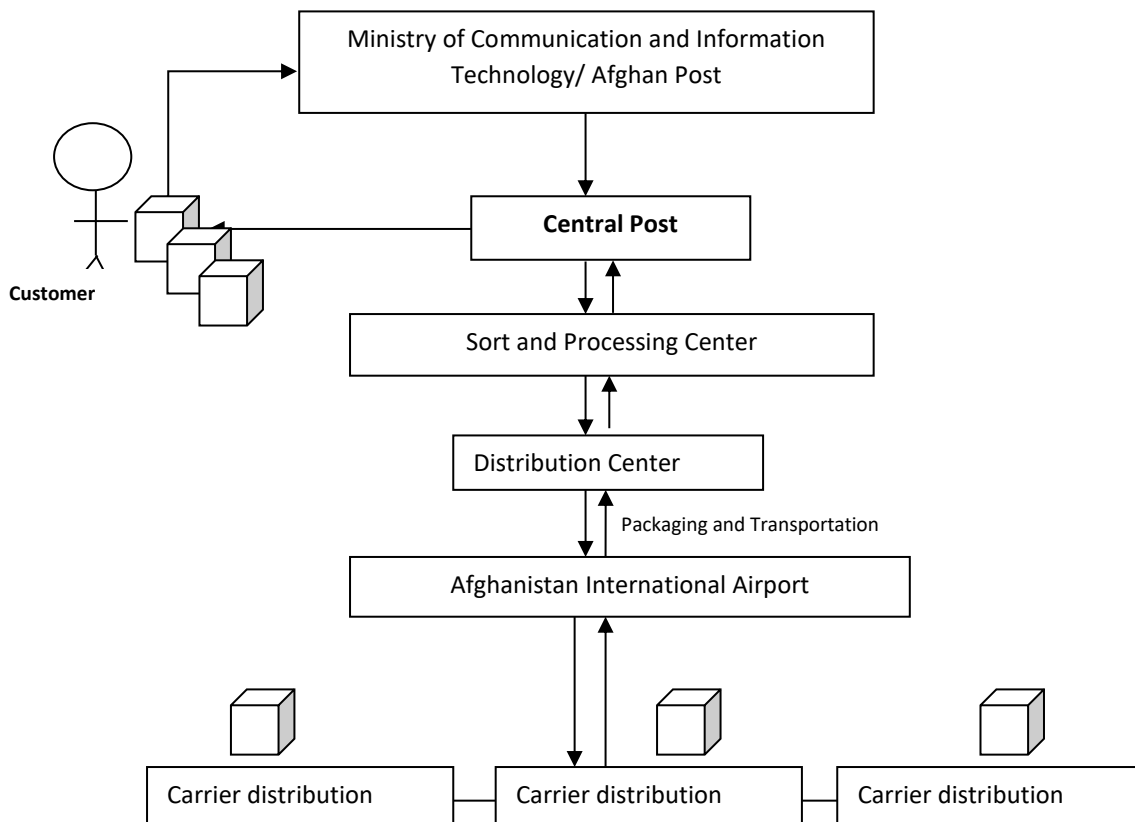 Ministry of Communication and Information
Technology/ Afghan Post
Central Post
Customer
Sort and Processing Center
Distribution Center
Packaging and Transportation
Afghanistan International Airport
Carrier distribution
Carrier distribution
Carrier distribution